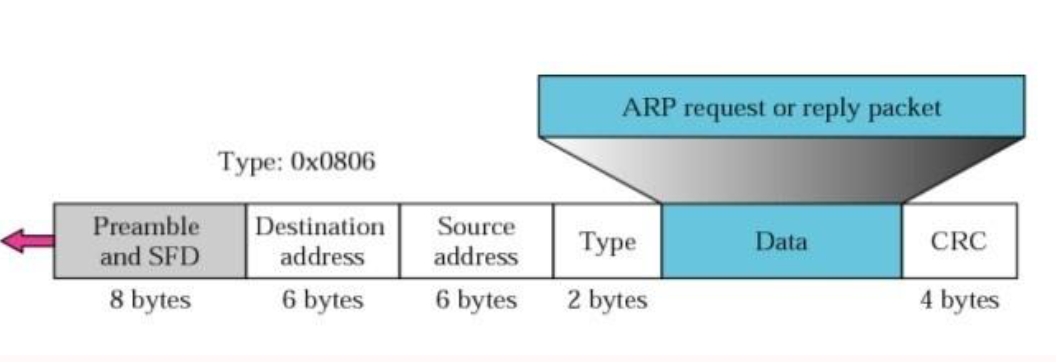 ARP request or reply packet
Type: 0x0806
Preamble and SFD
Destination address
Source address
Type
Data
CRC
8 bytes
6 bytes
6 bytes
2 bytes
4 bytes